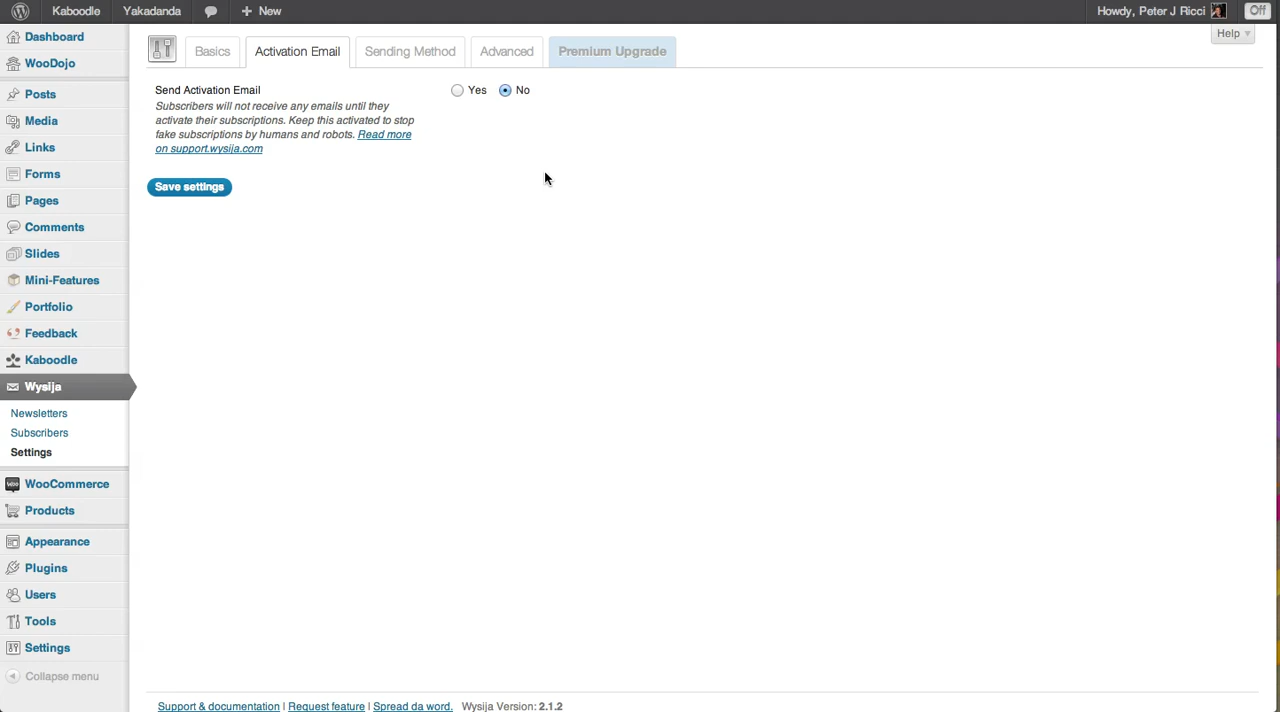 Kaboodle Yakadanda + New Howdy, Peter J Ricci Off
Help
Dashboard
WooDojo
Posts
Media
Links
Forms
Pages
Comments
Slides
Mini-Features
Portfolio
Feedback
Kaboodle
Wysija
Newsletters
Subscribers
Settings
WooCommerce
Products
Appearance
Plugins
Users
Tools
Settings
Collapse menu
Basics Activation Email Sending Method Advanced Premium Upgrade
Send Activation Email Yes No
Subscribers will not receive any emails until they
activate their subscriptions. Keep this activated to stop
fake subscriptions by humans and robots. Read more
on support.wysija.com
Save settings
Support & documentation | Request feature | Spread da word. Wysija Version: 2.1.2